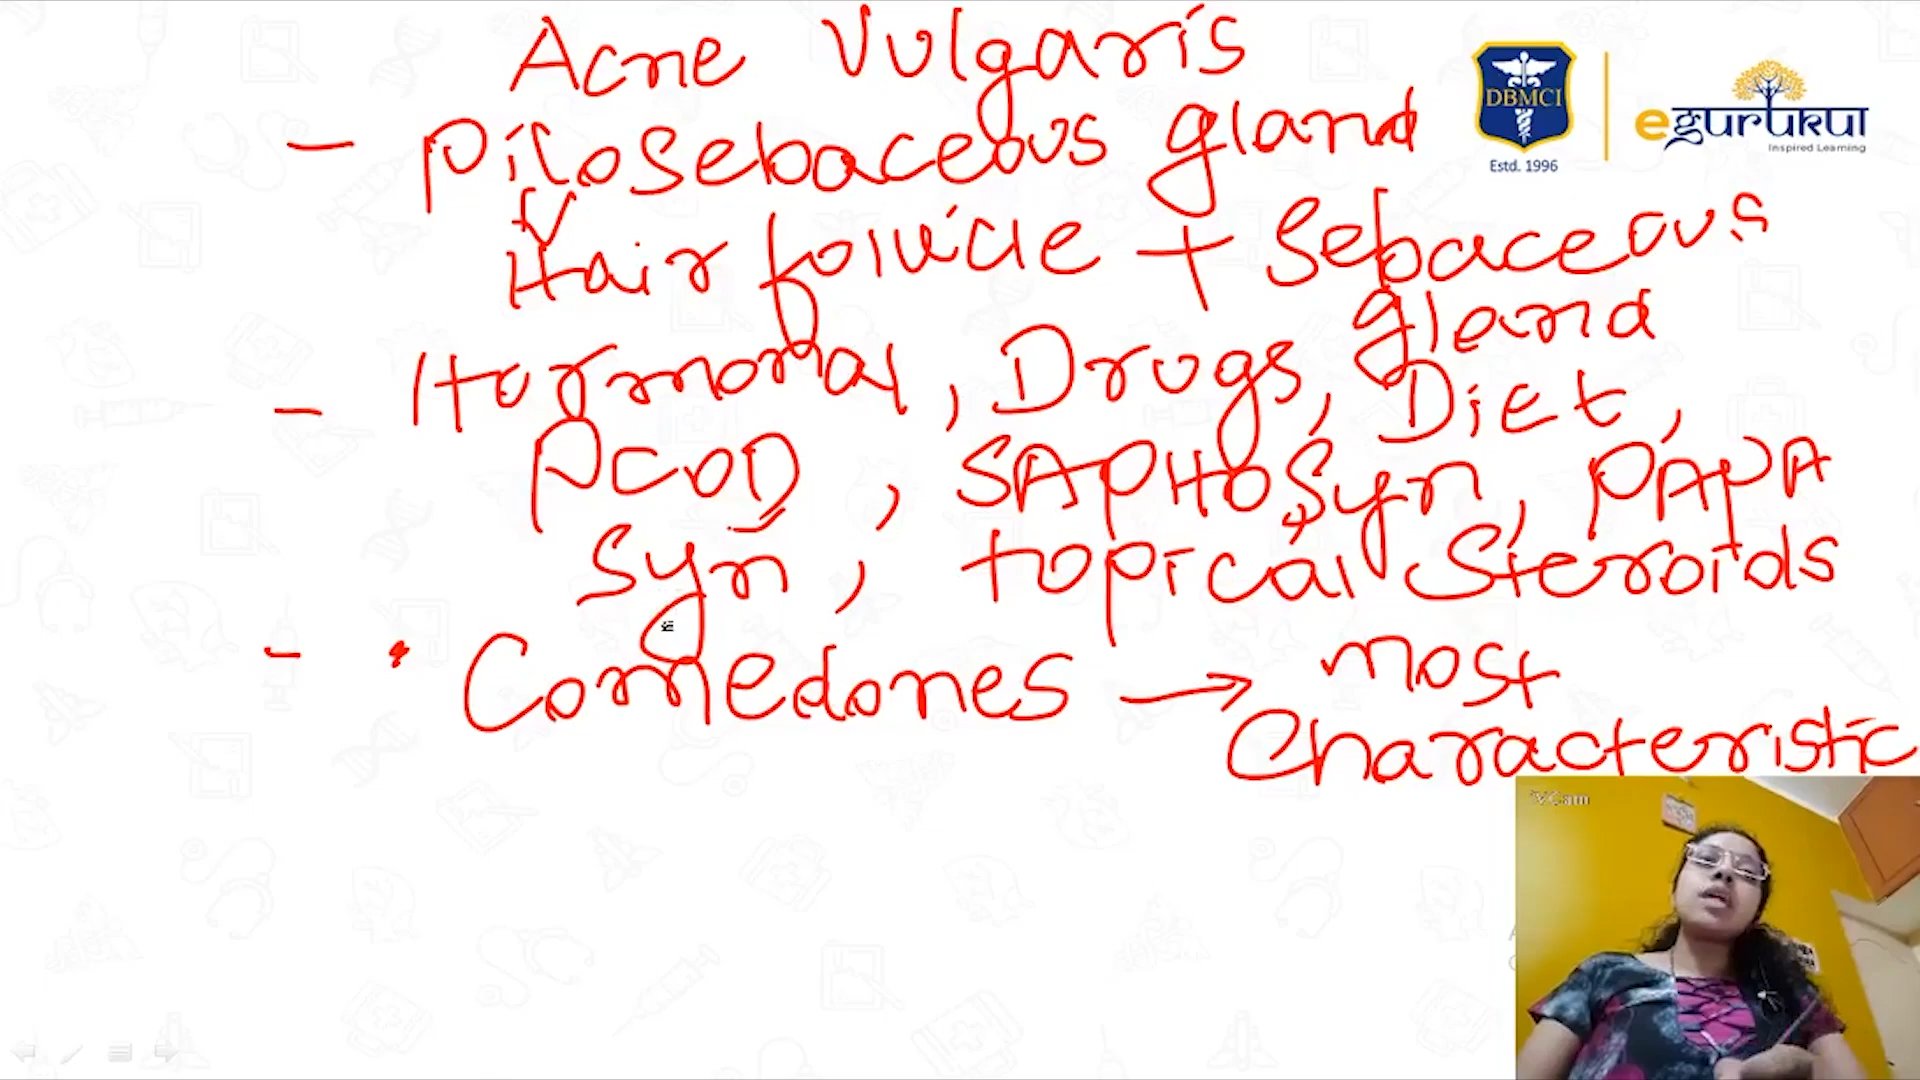 Acne Vulgaris
- Pilosebaceous gland
Hair follicle + Sebaceous gland
- Hormonal, Drugs, Diet,
PCOD, SAPHO Syn, PAPA
Syn, topical Steroids
- • Comedones → most
characteristic
DBMCI
Estd. 1996
eGurukul
Inspired Learning
VCam